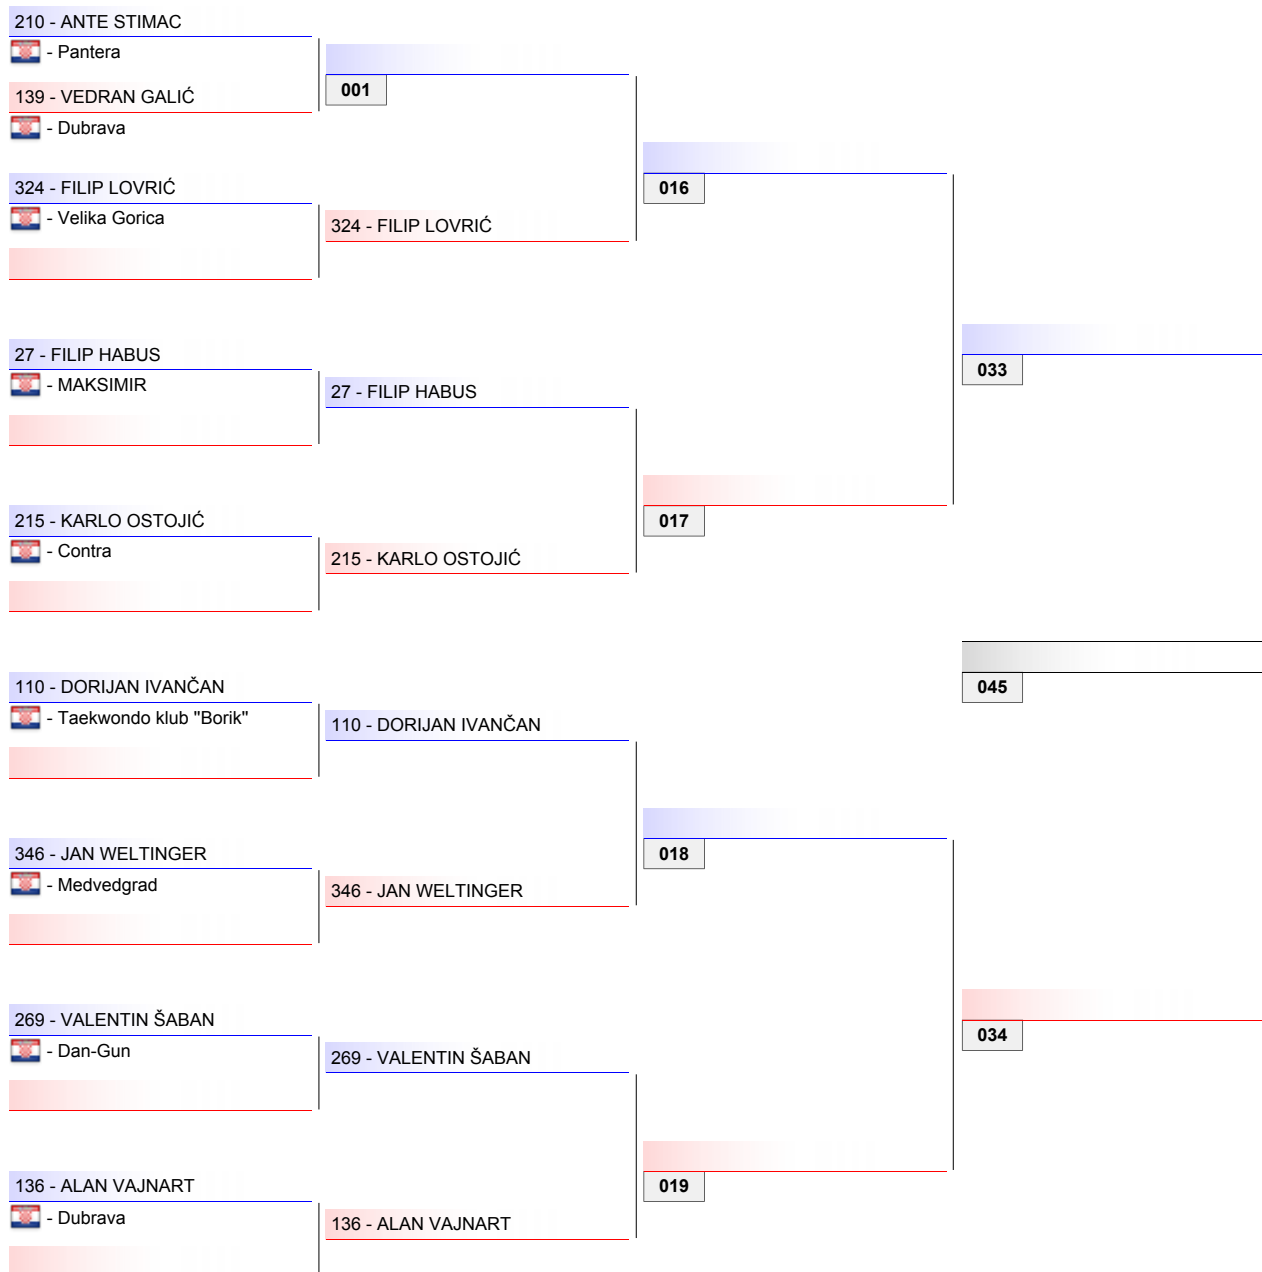 210 - ANTE STIMAC
- Pantera
139 - VEDRAN GALIĆ
- Dubrava
001
324 - FILIP LOVRIĆ
- Velika Gorica
324 - FILIP LOVRIĆ
016
27 - FILIP HABUS
- MAKSIMIR
27 - FILIP HABUS
033
215 - KARLO OSTOJIĆ
- Contra
215 - KARLO OSTOJIĆ
017
110 - DORIJAN IVANČAN
- Taekwondo klub "Borik"
110 - DORIJAN IVANČAN
045
346 - JAN WELTINGER
- Medvedgrad
346 - JAN WELTINGER
018
269 - VALENTIN ŠABAN
- Dan-Gun
269 - VALENTIN ŠABAN
034
136 - ALAN VAJNART
- Dubrava
136 - ALAN VAJNART
019